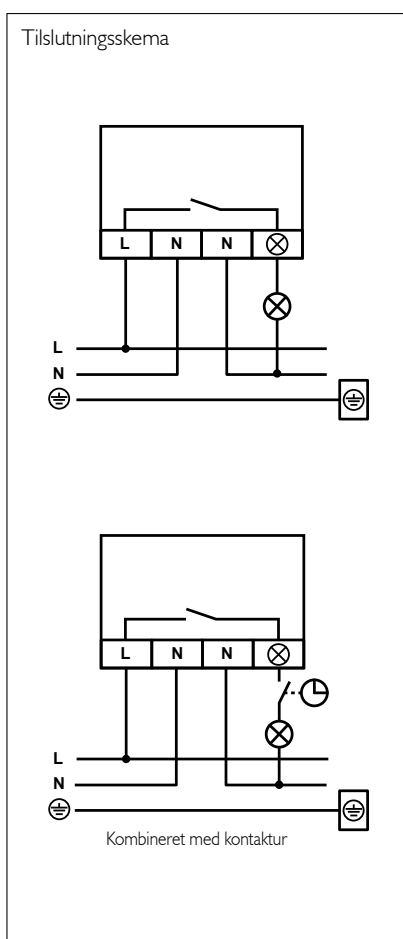 Tilslutningsskema
L N N
L
N
L N N
L
N
Kombineret med kontaktur